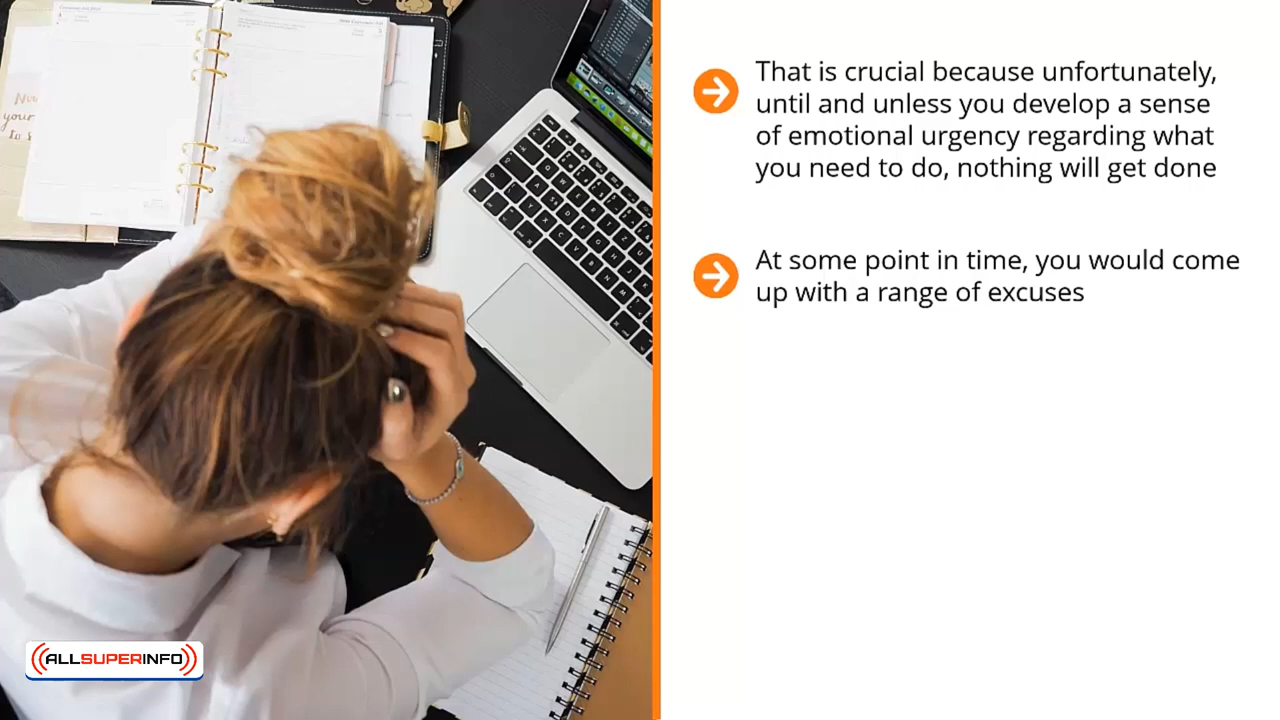 That is crucial because unfortunately,
until and unless you develop a sense
of emotional urgency regarding what
you need to do, nothing will get done
At some point in time, you would come
up with a range of excuses
ALLSUPERINFO